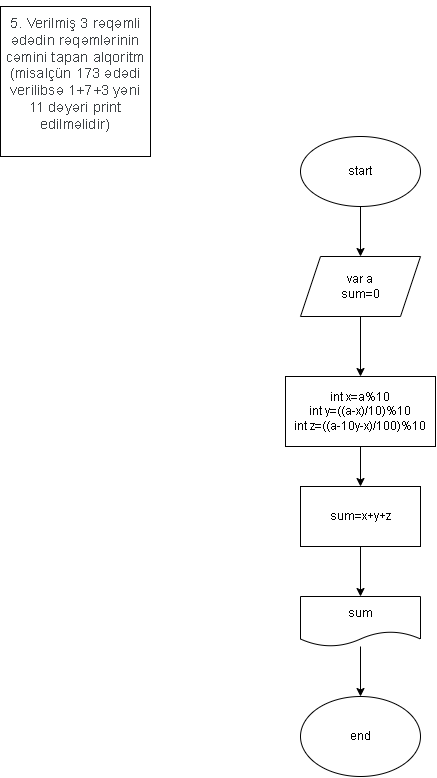 5. Verilmiş 3 rəqəmli
ədədin rəqəmlərinin
cəmini tapan alqoritm
(misalçün 173 ədədi
verilibsə 1+7+3 yəni
11 dəyəri print
edilməlidir)
start
var a
sum=0
int x=a%10
int y=((a-x)/10)%10
int z=((a-10y-x)/100)%10
sum=x+y+z
sum
end